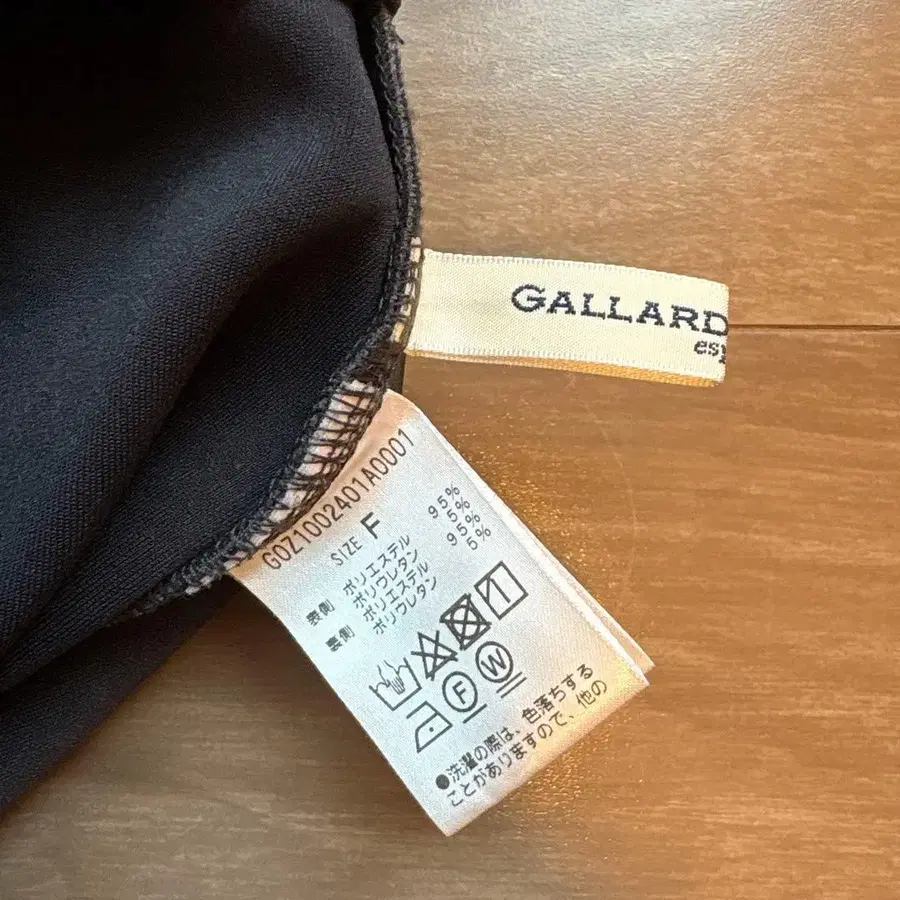 GALLARD
es
G0Z1002401A0001
SIZE F
表側 ポリエステル 95%
ポリウレタン 5%
裏側 ポリエステル 95%
ポリウレタン 5%
F W
●洗濯の際は、色落ちする
ことがありますので、他の